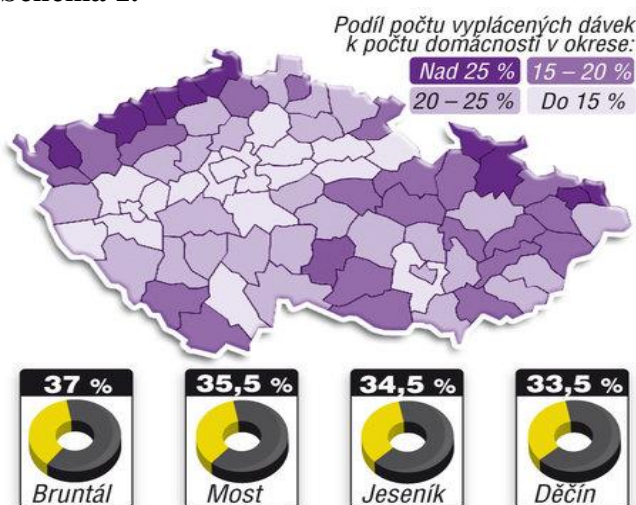 Podíl počtu vyplácených dávek
k počtu domácností v okrese:
Nad 25 % 15 – 20 %
20 – 25 % Do 15 %
37 % 35,5 % 34,5 % 33,5 %
Bruntál Most Jeseník Děčín